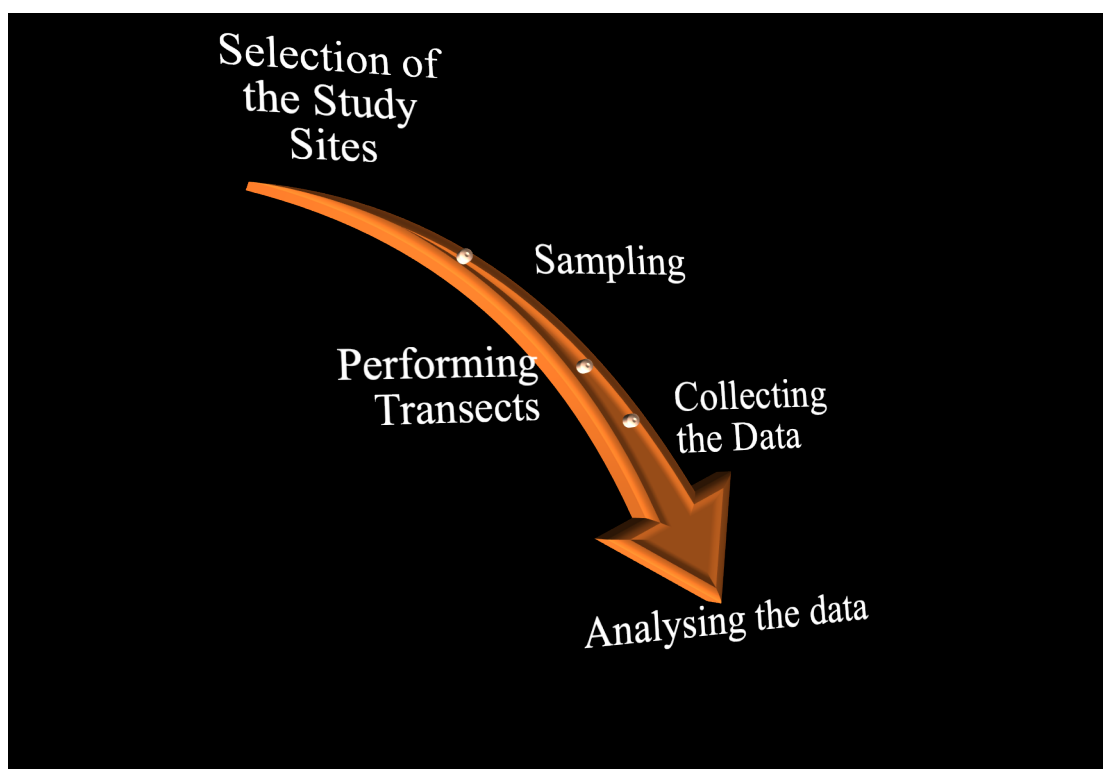 Selection of
the Study
Sites
Sampling
Performing
Transects
Collecting
the Data
Analysing the data